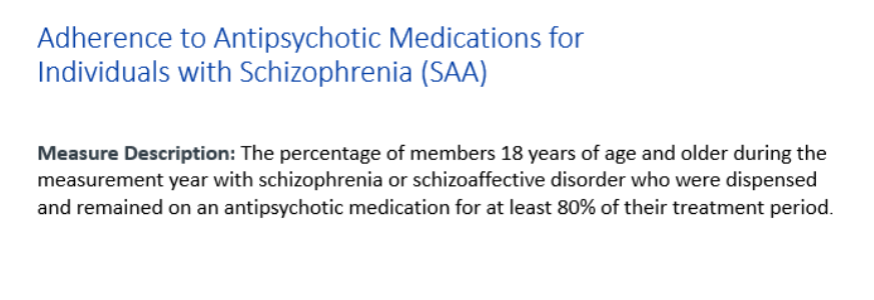 Adherence to Antipsychotic Medications for
Individuals with Schizophrenia (SAA)
Measure Description: The percentage of members 18 years of age and older during the
measurement year with schizophrenia or schizoaffective disorder who were dispensed
and remained on an antipsychotic medication for at least 80% of their treatment period.